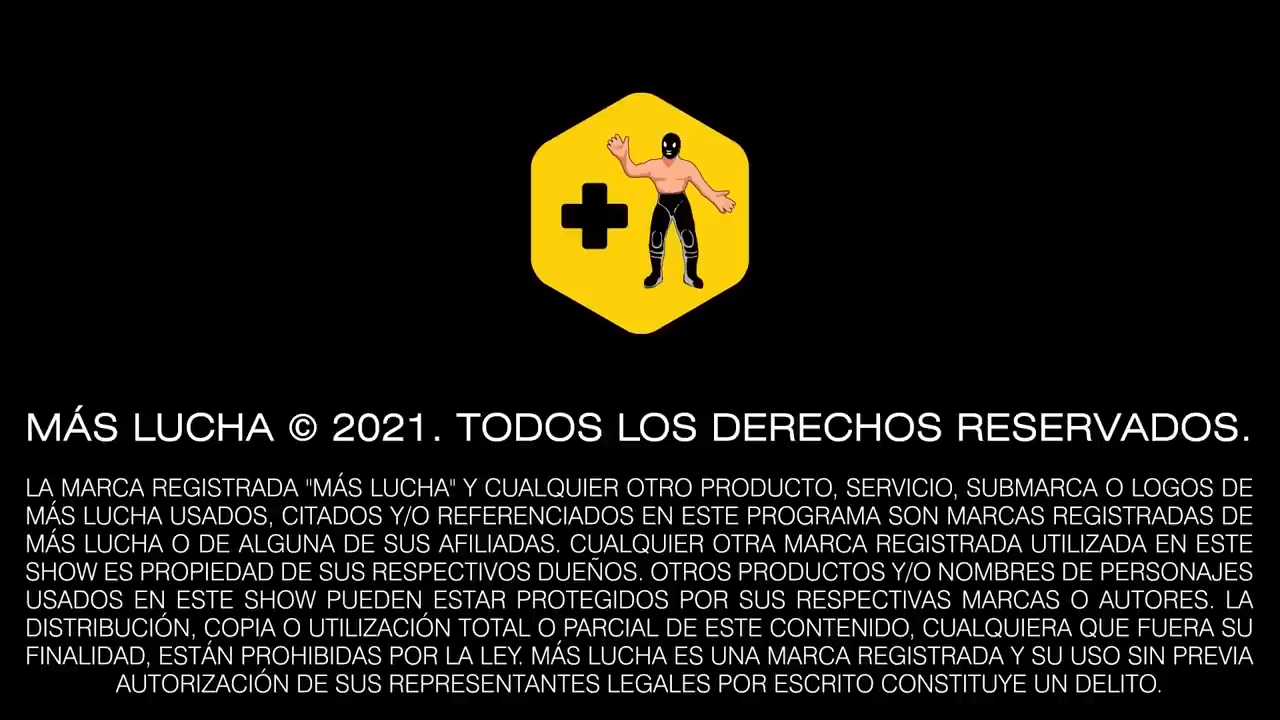 MÁS LUCHA © 2021. TODOS LOS DERECHOS RESERVADOS.
LA MARCA REGISTRADA "MÁS LUCHA" Y CUALQUIER OTRO PRODUCTO, SERVICIO, SUBMARCA O LOGOS DE
MÁS LUCHA USADOS, CITADOS Y/O REFERENCIADOS EN ESTE PROGRAMA SON MARCAS REGISTRADAS DE
MÁS LUCHA O DE ALGUNA DE SUS AFILIADAS. CUALQUIER OTRA MARCA REGISTRADA UTILIZADA EN ESTE
SHOW ES PROPIEDAD DE SUS RESPECTIVOS DUEÑOS. OTROS PRODUCTOS Y/O NOMBRES DE PERSONAJES
USADOS EN ESTE SHOW PUEDEN ESTAR PROTEGIDOS POR SUS RESPECTIVAS MARCAS O AUTORES. LA
DISTRIBUCIÓN, COPIA O UTILIZACIÓN TOTAL O PARCIAL DE ESTE CONTENIDO, CUALQUIERA QUE FUERA SU
FINALIDAD, ESTÁN PROHIBIDAS POR LA LEY. MÁS LUCHA ES UNA MARCA REGISTRADA Y SU USO SIN PREVIA
AUTORIZACIÓN DE SUS REPRESENTANTES LEGALES POR ESCRITO CONSTITUYE UN DELITO.